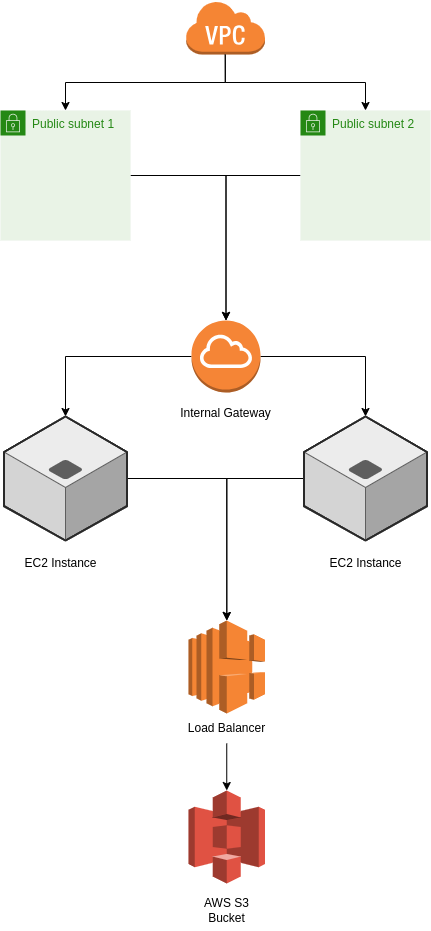 VPC
Public subnet 1
Public subnet 2
Internal Gateway
EC2 Instance
EC2 Instance
Load Balancer
AWS S3
Bucket